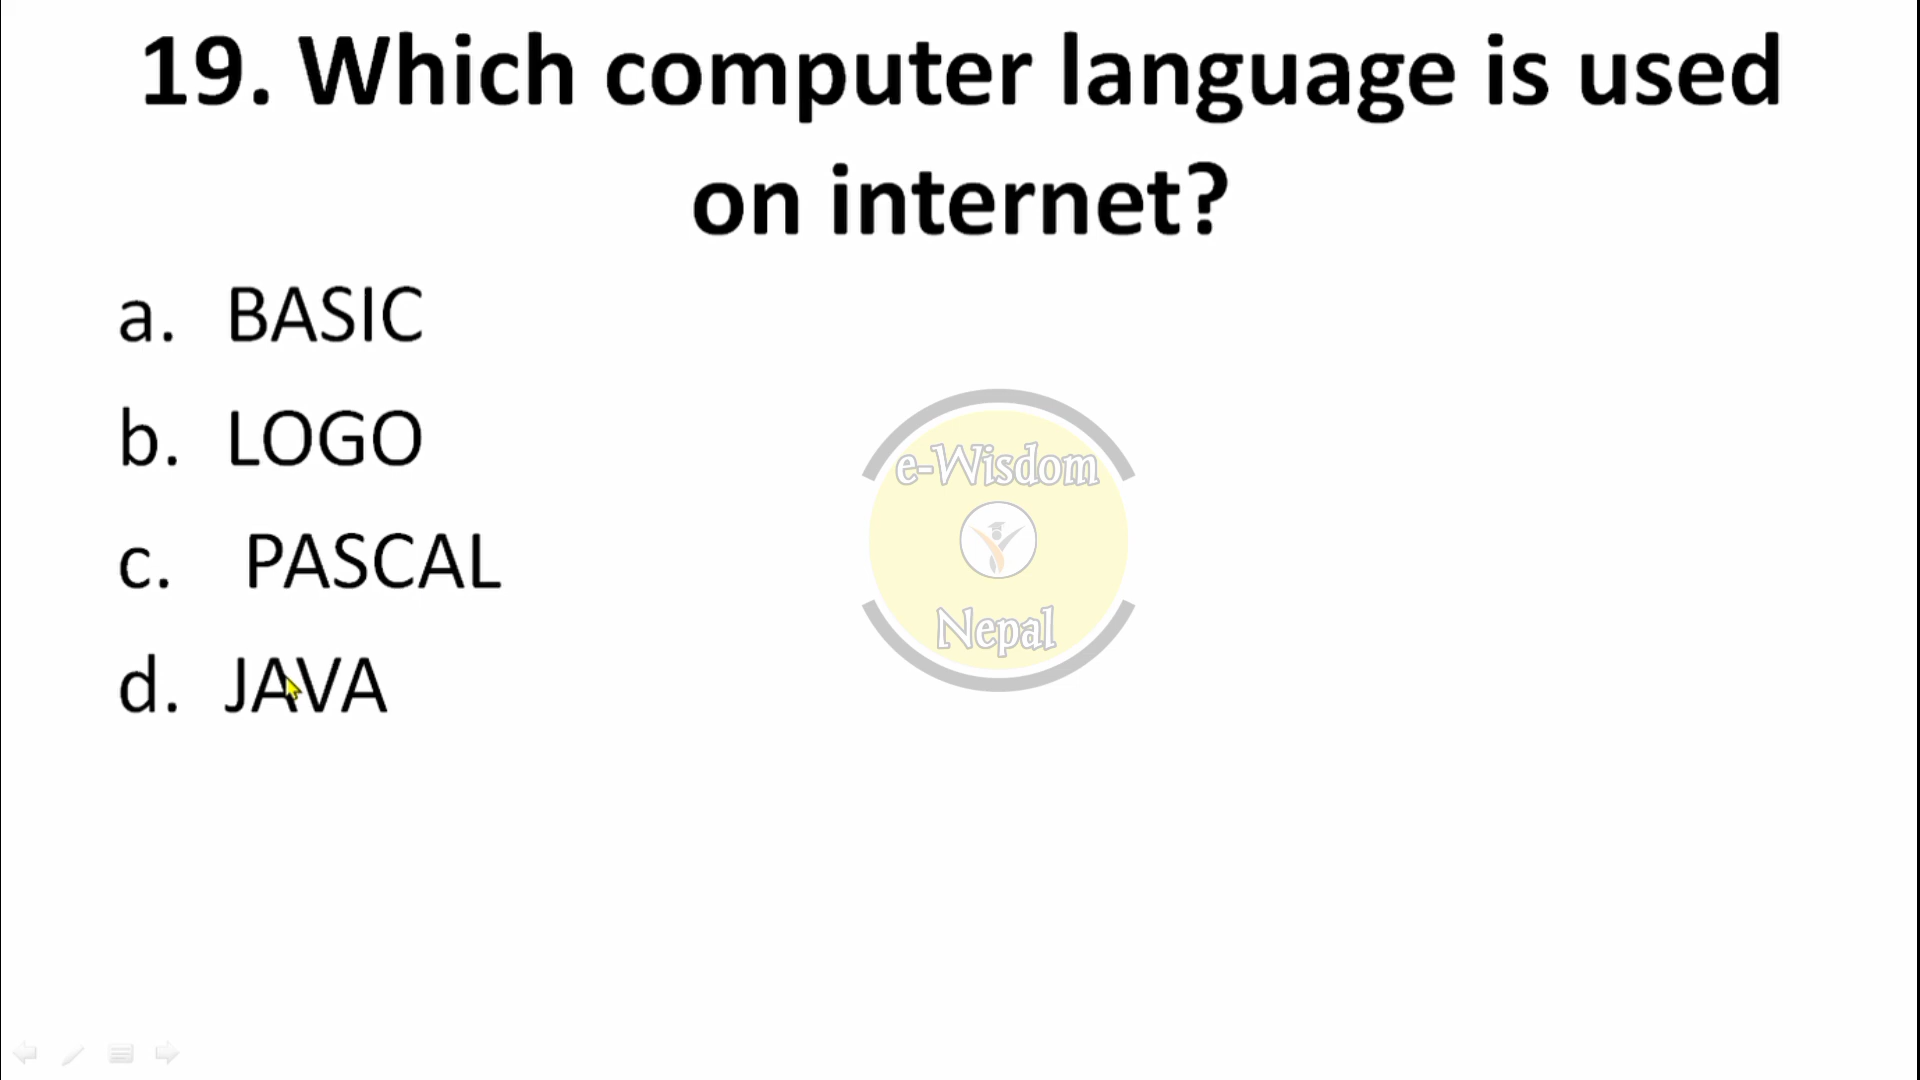 19. Which computer language is used
on internet?
a. BASIC
b. LOGO
c. PASCAL
d. JAVA
e-Wisdom
Nepal